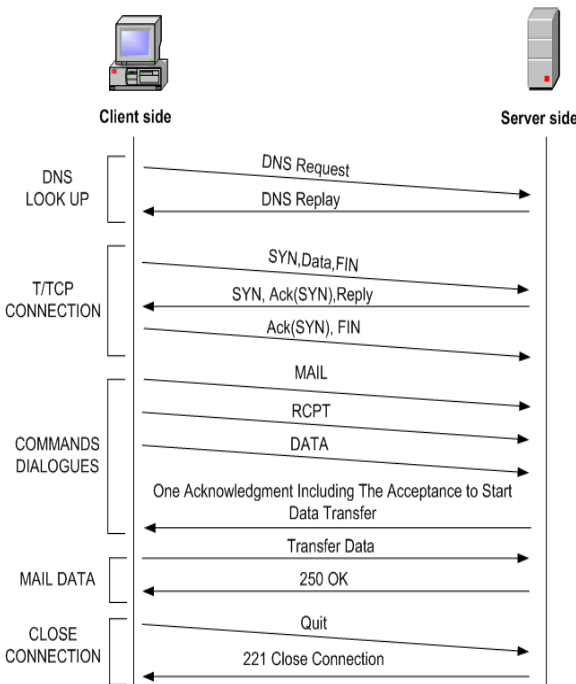 Client side
Server side
DNS
LOOK UP
DNS Request
DNS Replay
T/TCP
CONNECTION
SYN,Data,FIN
SYN, Ack(SYN),Reply
Ack(SYN), FIN
COMMANDS
DIALOGUES
MAIL
RCPT
DATA
One Acknowledgment Including The Acceptance to Start
Data Transfer
MAIL DATA
Transfer Data
250 OK
CLOSE
CONNECTION
Quit
221 Close Connection